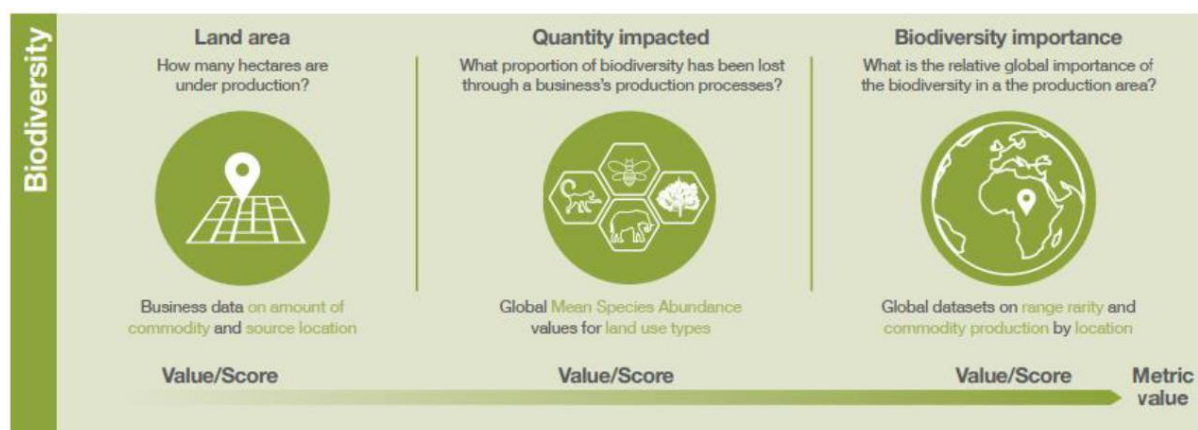 Biodiversity
Land area
How many hectares are
under production?
Business data on amount of
commodity and source location
Value/Score
Quantity impacted
What proportion of biodiversity has been lost
through a business's production processes?
Global Mean Species Abundance
values for land use types
Value/Score
Biodiversity importance
What is the relative global importance of
the biodiversity in a the production area?
Global datasets on range rarity and
commodity production by location
Value/Score
Metric
value